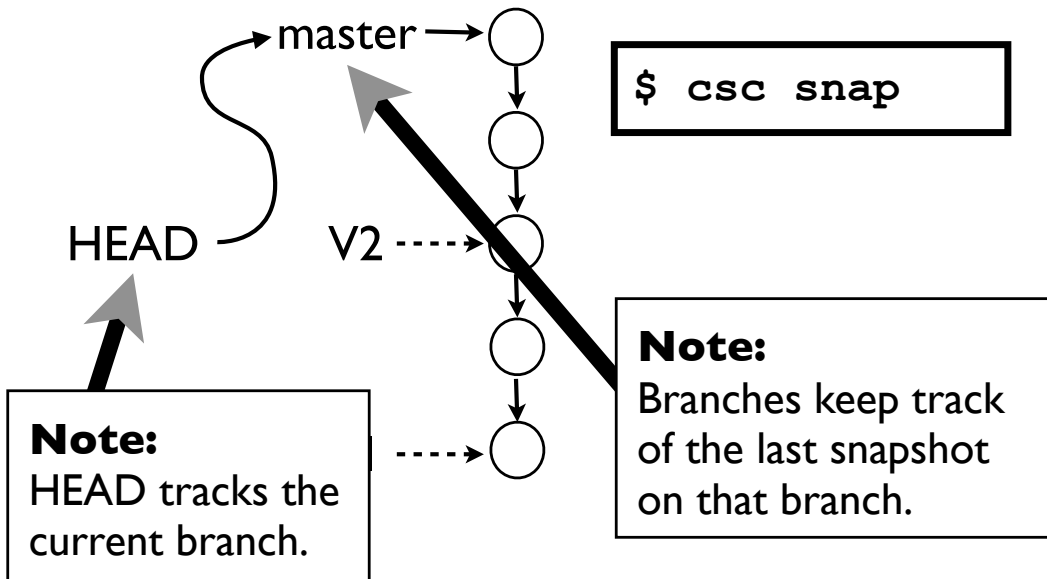 master
$ csc snap
HEAD
V2
Note:
HEAD tracks the
current branch.
Note:
Branches keep track
of the last snapshot
on that branch.